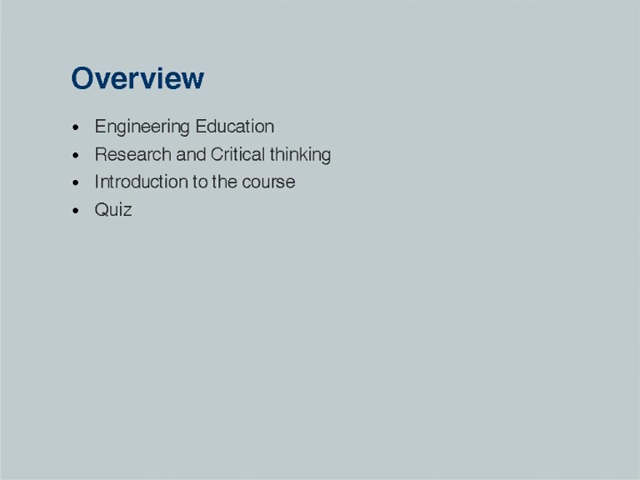 Overview
• Engineering Education
• Research and Critical thinking
• Introduction to the course
• Quiz